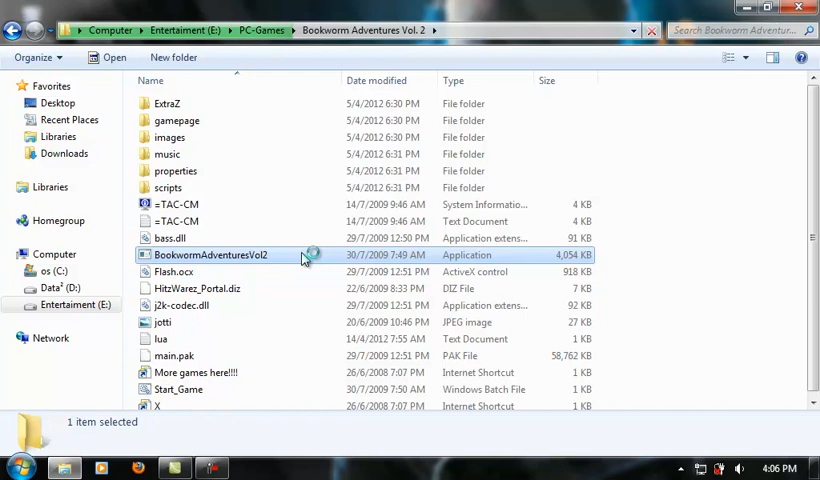 Computer ▸ Entertaiment (E:) ▸ PC-Games ▸ Bookworm Adventures Vol. 2 ▸ Search Bookworm Adventur...
Organize Open New folder
Favorites
Desktop
Recent Places
Libraries
Downloads
Libraries
Homegroup
Computer
os (C:)
Data² (D:)
Entertaiment (E:)
Network
Name Date modified Type Size
ExtraZ 5/4/2012 6:30 PM File folder
gamepage 5/4/2012 6:30 PM File folder
images 5/4/2012 6:30 PM File folder
music 5/4/2012 6:31 PM File folder
properties 5/4/2012 6:31 PM File folder
scripts 5/4/2012 6:31 PM File folder
=TAC-CM 14/7/2009 9:46 AM System Informatio... 4 KB
=TAC-CM 14/7/2009 9:46 AM Text Document 4 KB
bass.dll 29/7/2009 12:50 PM Application extens... 91 KB
BookwormAdventuresVol2 30/7/2009 7:49 AM Application 4,054 KB
Flash.ocx 29/7/2009 12:51 PM ActiveX control 918 KB
HitzWarez_Portal.diz 22/6/2009 8:33 PM DIZ File 7 KB
j2k-codec.dll 29/7/2009 12:51 PM Application extens... 92 KB
jotti 20/6/2009 10:46 PM JPEG image 27 KB
lua 14/4/2012 7:55 AM Text Document 1 KB
main.pak 29/7/2009 12:51 PM PAK File 58,762 KB
More games here!!!! 26/6/2008 7:07 PM Internet Shortcut 1 KB
Start_Game 30/7/2009 7:50 AM Windows Batch File 1 KB
X 26/6/2008 7:07 PM Internet Shortcut 1 KB
1 item selected
4:06 PM